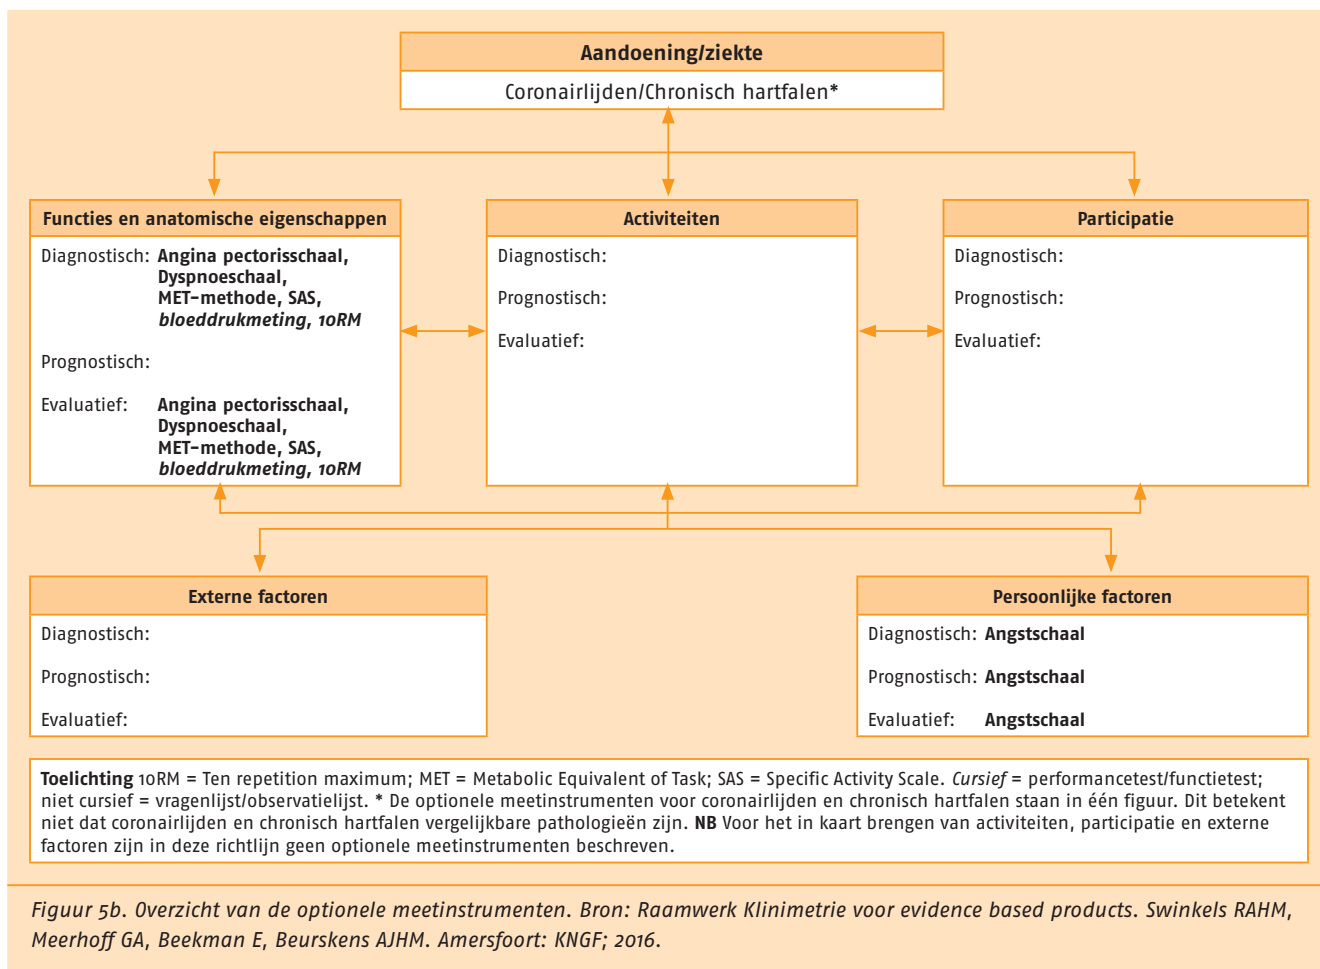 Aandoening/ziekte
Coronairlijden/Chronisch hartfalen*
Functies en anatomische eigenschappen
Diagnostisch: Angina pectorisschaal,
Dyspnoeschaal,
MET-methode, SAS,
bloeddrukmeting, 10RM
Prognostisch:
Evaluatief: Angina pectorisschaal,
Dyspnoeschaal,
MET-methode, SAS,
bloeddrukmeting, 10RM
Activiteiten
Diagnostisch:
Prognostisch:
Evaluatief:
Participatie
Diagnostisch:
Prognostisch:
Evaluatief:
Externe factoren
Diagnostisch:
Prognostisch:
Evaluatief:
Persoonlijke factoren
Diagnostisch: Angstschaal
Prognostisch: Angstschaal
Evaluatief: Angstschaal
Toelichting 10RM = Ten repetition maximum; MET = Metabolic Equivalent of Task; SAS = Specific Activity Scale. Cursief = performancetest/functietest;
niet cursief = vragenlijst/observatielijst. * De optionele meetinstrumenten voor coronairlijden en chronisch hartfalen staan in één figuur. Dit betekent
niet dat coronairlijden en chronisch hartfalen vergelijkbare pathologieën zijn. NB Voor het in kaart brengen van activiteiten, participatie en externe
factoren zijn in deze richtlijn geen optionele meetinstrumenten beschreven.
Figuur 5b. Overzicht van de optionele meetinstrumenten. Bron: Raamwerk Klinimetrie voor evidence based products. Swinkels RAHM,
Meerhoff GA, Beekman E, Beurskens AJHM. Amersfoort: KNGF; 2016.